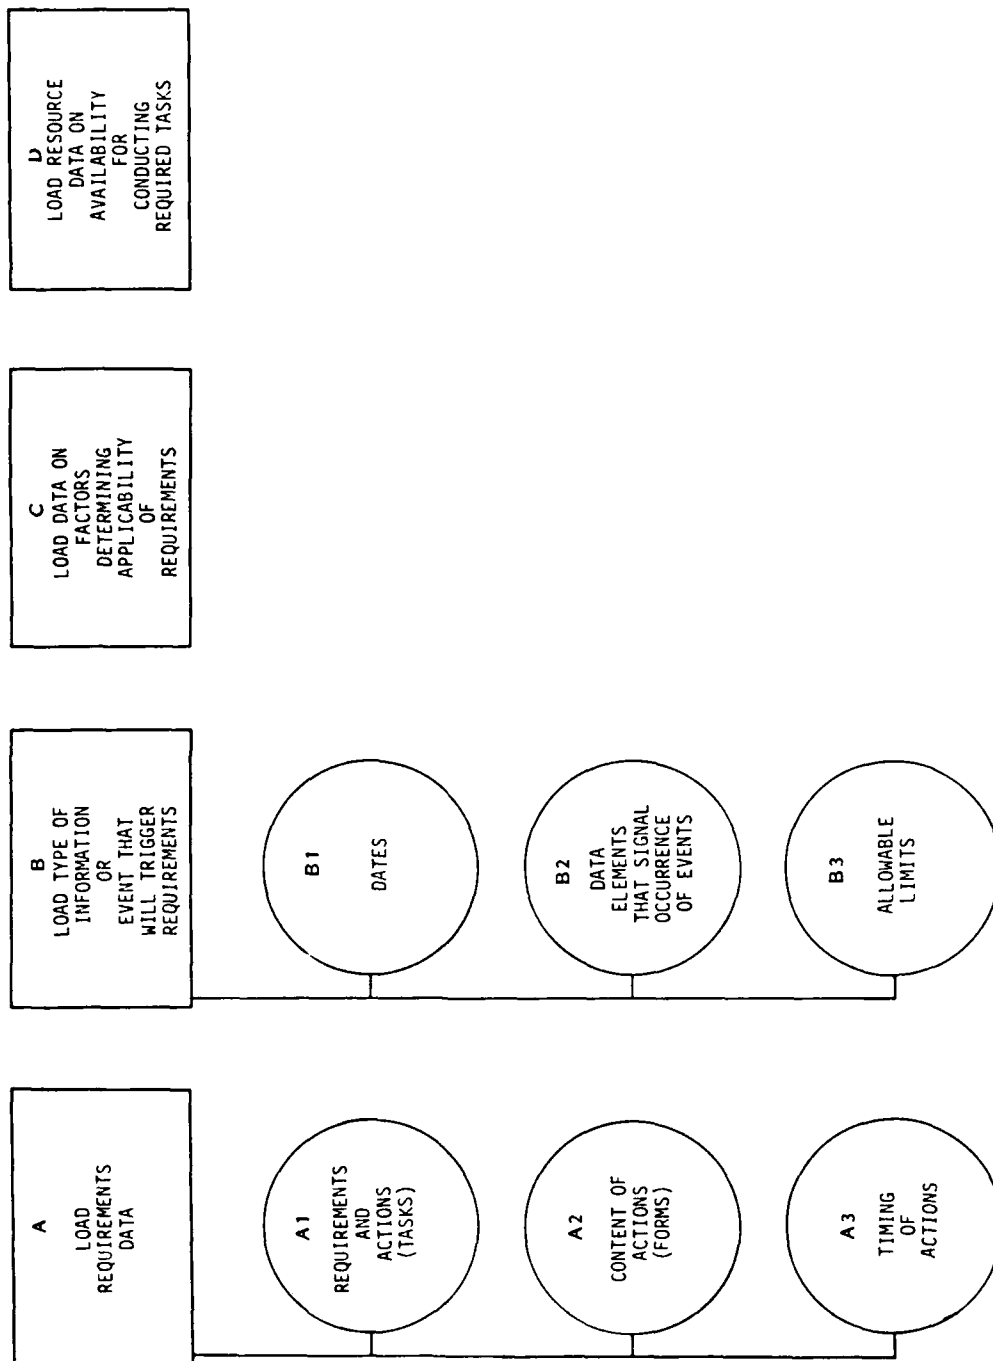 A
LOAD
REQUIREMENTS
DATA
A1
REQUIREMENTS
AND
ACTIONS
(TASKS)
A2
CONTENT OF
ACTIONS
(FORMS)
A3
TIMING
OF
ACTIONS
B
LOAD TYPE OF
INFORMATION
OR
EVENT THAT
WILL TRIGGER
REQUIREMENTS
B1
DATES
B2
DATA
ELEMENTS
THAT SIGNAL
OCCURRENCE
OF EVENTS
B3
ALLOWABLE
LIMITS
C
LOAD DATA ON
FACTORS
DETERMINING
APPLICABILITY
OF
REQUIREMENTS
D
LOAD RESOURCE
DATA ON
AVAILABILITY
FOR
CONDUCTING
REQUIRED TASKS